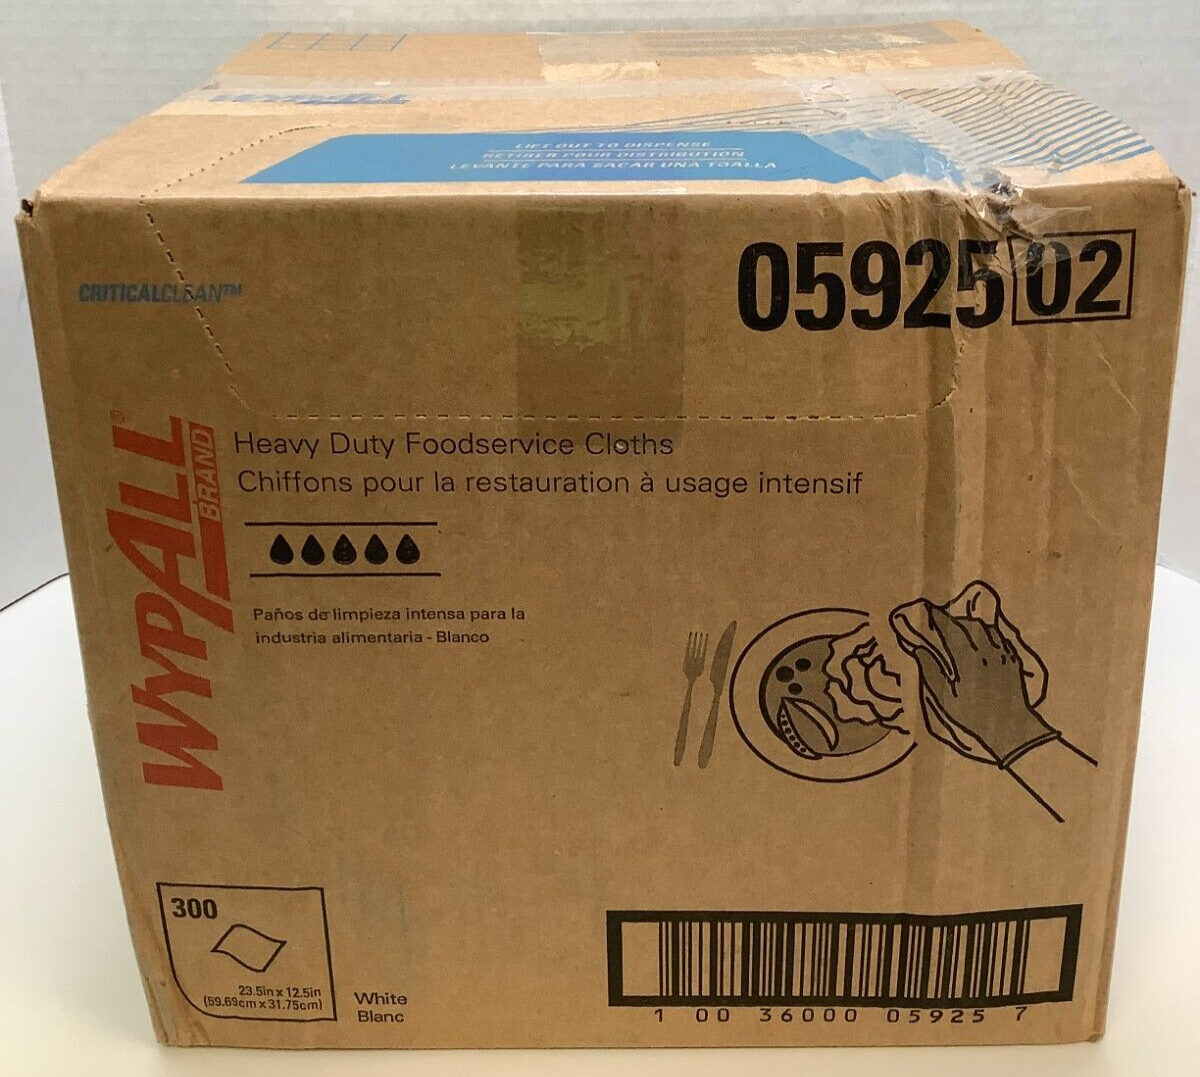 WYPALL
LIFT OUT TO DISPENSE
RETIRER POUR DISTRIBUTION
LEVANTE PARA SACAR UNA TOALLA
05925 02
CRITICALCLEAN™
WYPALL®
BRAND
Heavy Duty Foodservice Cloths
Chiffons pour la restauration à usage intensif
Paños de limpieza intensa para la
industria alimentaria - Blanco
300
23.5in x 12.5in
(59.69cm x 31.75cm)
White
Blanc
1 00 36000 05925 7